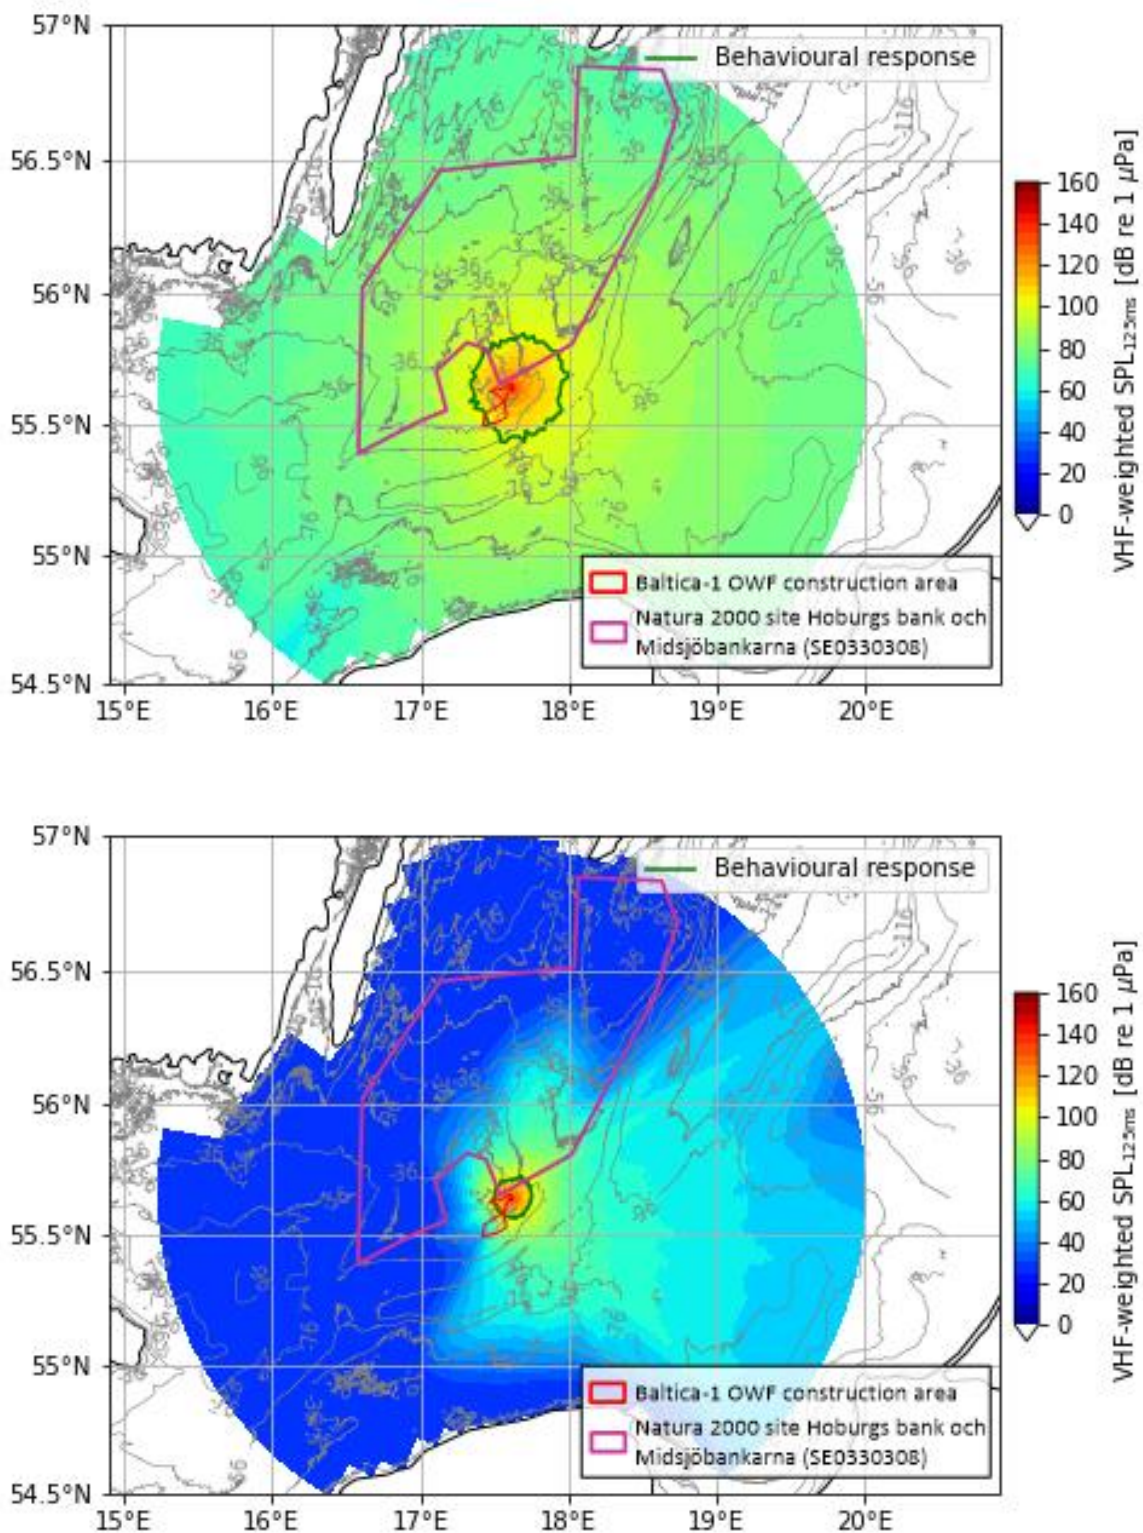 57°N
Behavioural response
56.5°N
56°N
55.5°N
55°N
54.5°N
15°E 16°E 17°E 18°E 19°E 20°E
Baltica-1 OWF construction area
Natura 2000 site Hoburgs bank och
Midsjöbankarna (SE0330308)
160
140
120
100
80
60
40
20
0
VHF-weighted SPL125ms [dB re 1 μPa]
57°N
Behavioural response
56.5°N
56°N
55.5°N
55°N
54.5°N
15°E 16°E 17°E 18°E 19°E 20°E
Baltica-1 OWF construction area
Natura 2000 site Hoburgs bank och
Midsjöbankarna (SE0330308)
160
140
120
100
80
60
40
20
0
VHF-weighted SPL125ms [dB re 1 μPa]